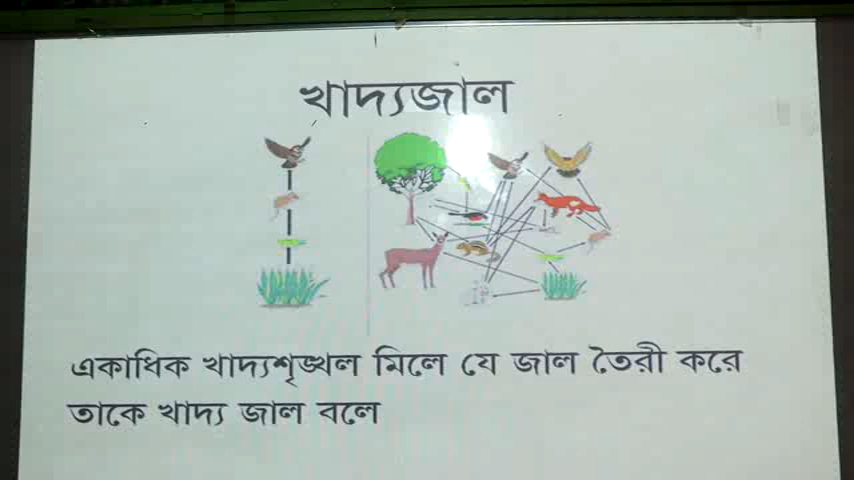 খাদ্যজাল
একাধিক খাদ্যশৃঙ্খল মিলে যে জাল তৈরী করে
তাকে খাদ্য জাল বলে